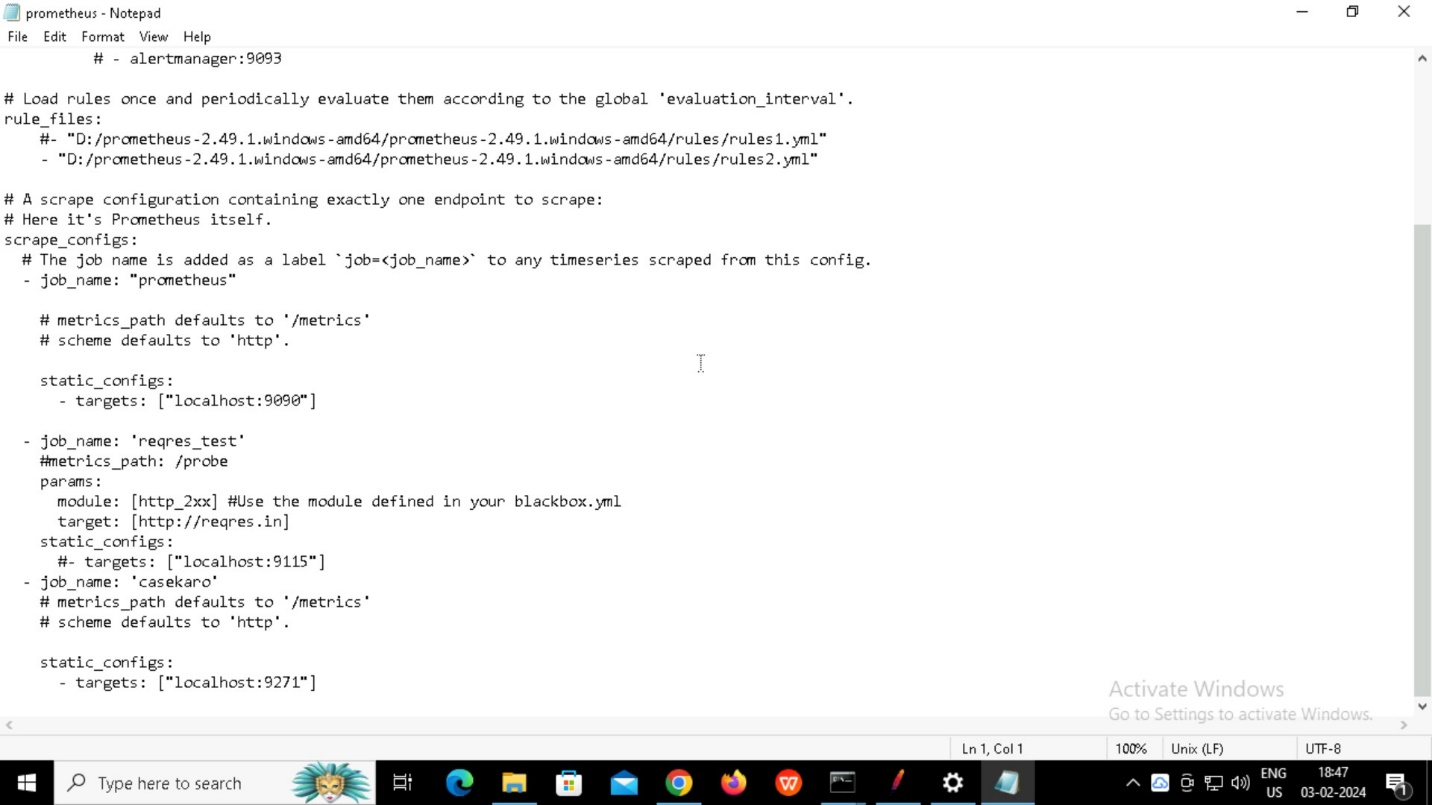 prometheus - Notepad
File Edit Format View Help
# - alertmanager:9093
# Load rules once and periodically evaluate them according to the global 'evaluation_interval'.
rule_files:
#- "D:/prometheus-2.49.1.windows-amd64/prometheus-2.49.1.windows-amd64/rules/rules1.yml"
- "D:/prometheus-2.49.1.windows-amd64/prometheus-2.49.1.windows-amd64/rules/rules2.yml"
# A scrape configuration containing exactly one endpoint to scrape:
# Here it's Prometheus itself.
scrape_configs:
# The job name is added as a label `job=<job_name>` to any timeseries scraped from this config.
- job_name: "prometheus"
# metrics_path defaults to '/metrics'
# scheme defaults to 'http'.
static_configs:
- targets: ["localhost:9090"]
- job_name: 'reqres_test'
#metrics_path: /probe
params:
module: [http_2xx] #Use the module defined in your blackbox.yml
target: [http://reqres.in]
static_configs:
#- targets: ["localhost:9115"]
- job_name: 'casekaro'
# metrics_path defaults to '/metrics'
# scheme defaults to 'http'.
static_configs:
- targets: ["localhost:9271"]
Activate Windows
Go to Settings to activate Windows.
Ln 1, Col 1 100% Unix (LF) UTF-8
Type here to search
ENG 18:47
US 03-02-2024 1